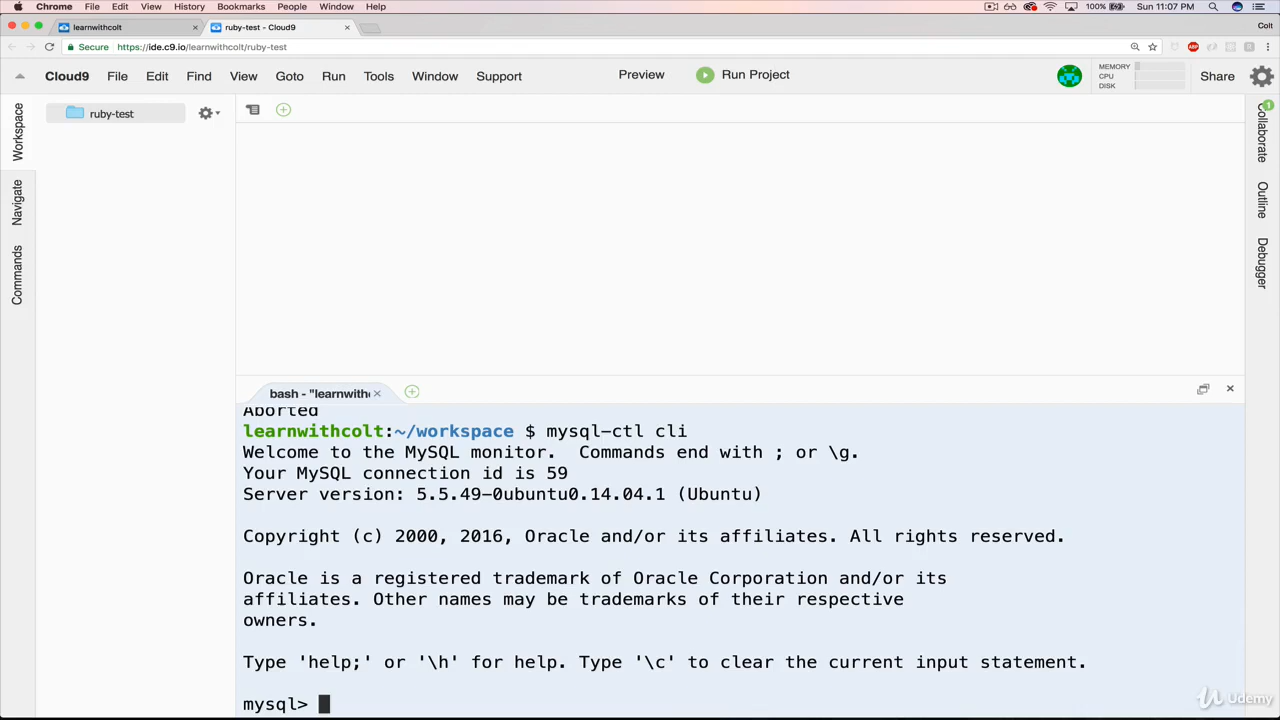 Chrome File Edit View History Bookmarks People Window Help 100% Sun 11:07 PM
learnwithcolt ruby-test - Cloud9 Colt
Secure https://ide.c9.io/learnwithcolt/ruby-test
Cloud9 File Edit Find View Goto Run Tools Window Support Preview Run Project MEMORY CPU DISK Share
Workspace
Navigate
Commands
ruby-test
Collaborate
1
Outline
Debugger
bash - "learnwith
Aborted
learnwithcolt:~/workspace $ mysql-ctl cli
Welcome to the MySQL monitor.  Commands end with ; or \g.
Your MySQL connection id is 59
Server version: 5.5.49-0ubuntu0.14.04.1 (Ubuntu)
Copyright (c) 2000, 2016, Oracle and/or its affiliates. All rights reserved.
Oracle is a registered trademark of Oracle Corporation and/or its
affiliates. Other names may be trademarks of their respective
owners.
Type 'help;' or '\h' for help. Type '\c' to clear the current input statement.
mysql>
Udemy